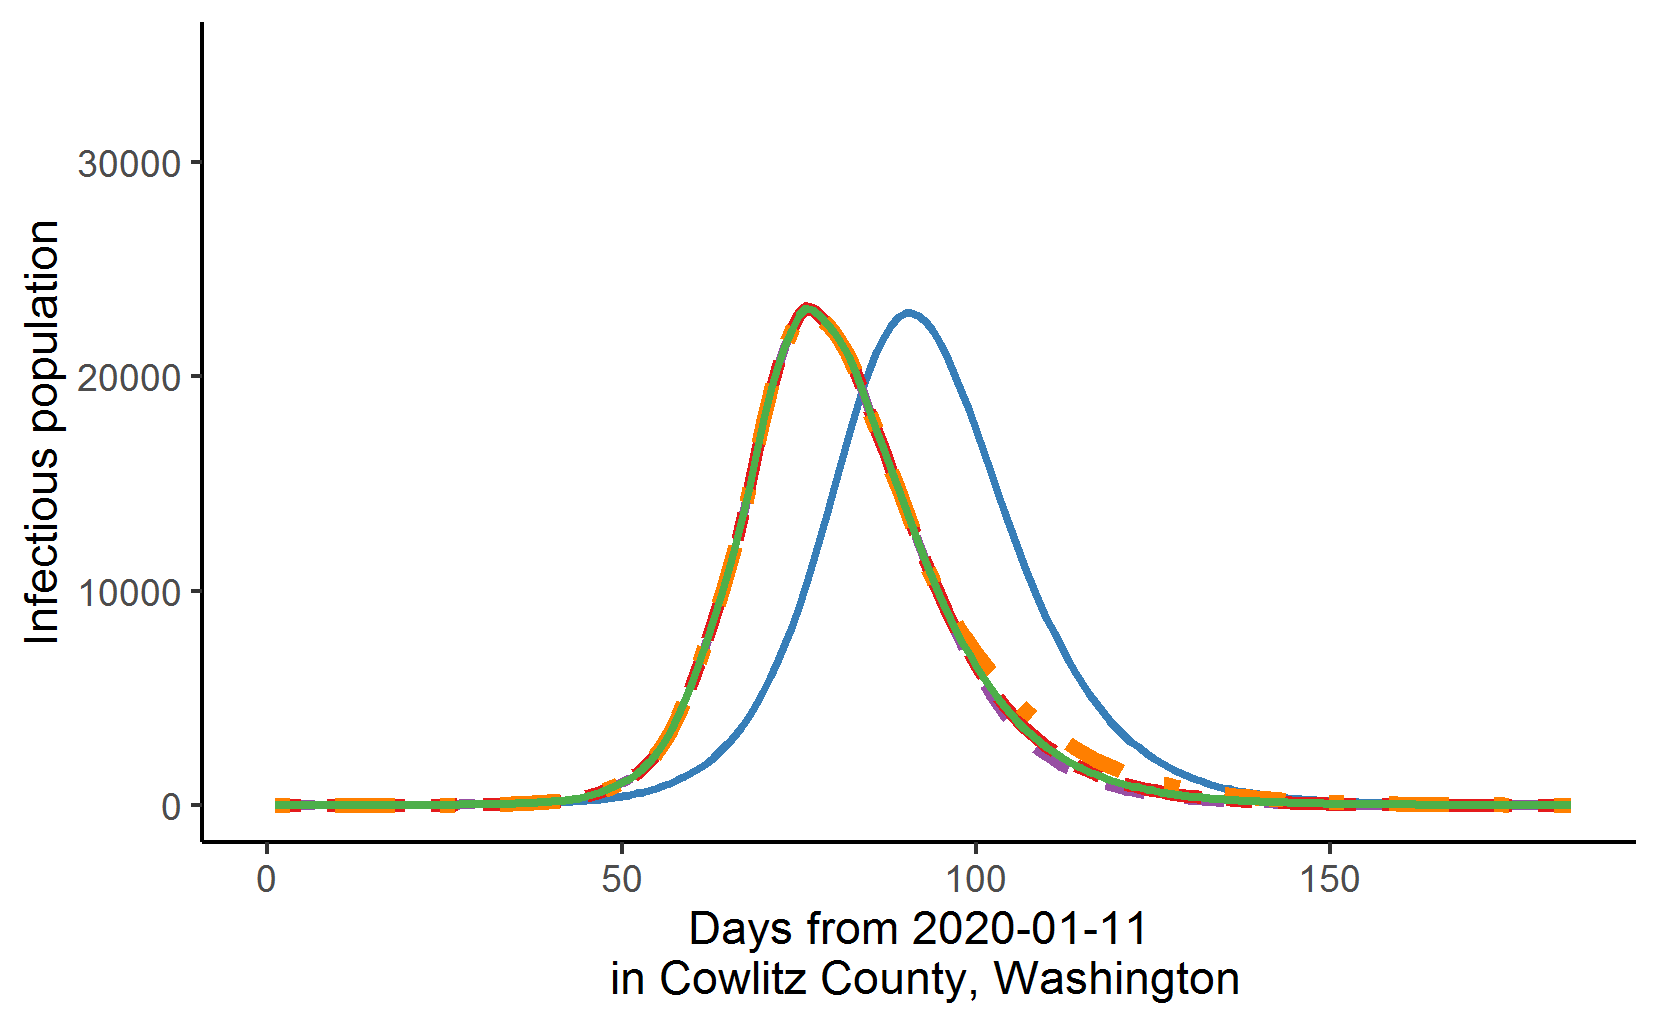 Infectious population
30000
20000
10000
0
0 50 100 150
Days from 2020-01-11
in Cowlitz County, Washington